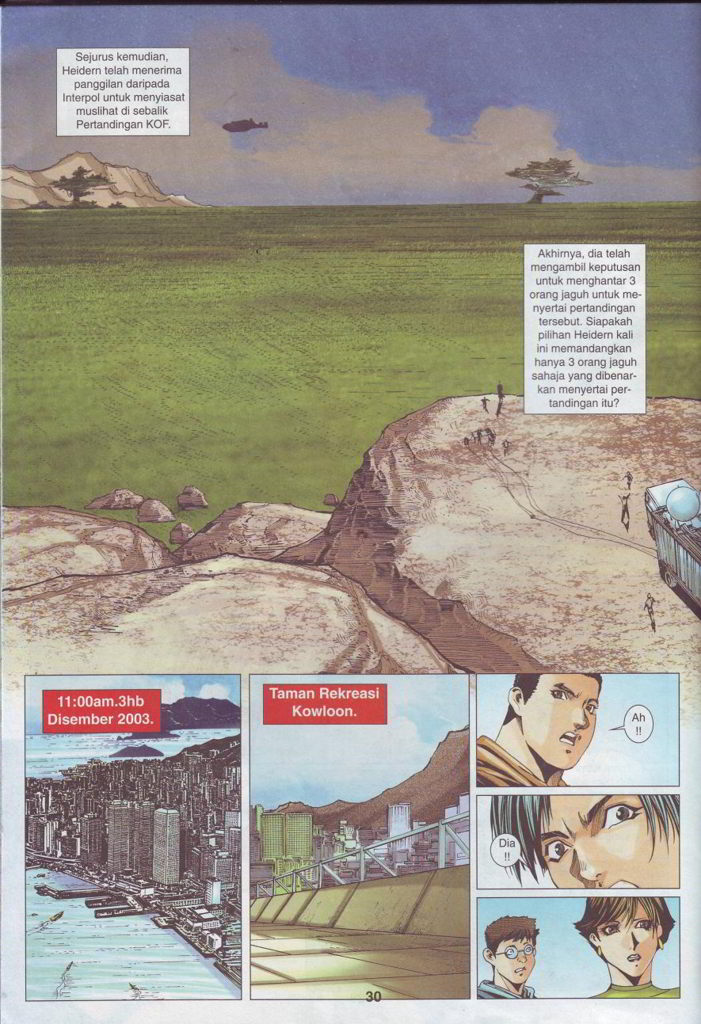 Sejurus kemudian,
Heidern telah menerima
panggilan daripada
Interpol untuk menyiasat
muslihat di sebalik
Pertandingan KOF.
Akhirnya, dia telah
mengambil keputusan
untuk menghantar 3
orang jaguh untuk me-
nyertai pertandingan
tersebut. Siapakah
pilihan Heidern kali
ini memandangkan
hanya 3 orang jaguh
sahaja yang dibenar-
kan menyertai per-
tandingan itu?
11:00am.3hb
Disember 2003.
Taman Rekreasi
Kowloon.
Ah
!!
Dia
!!
30